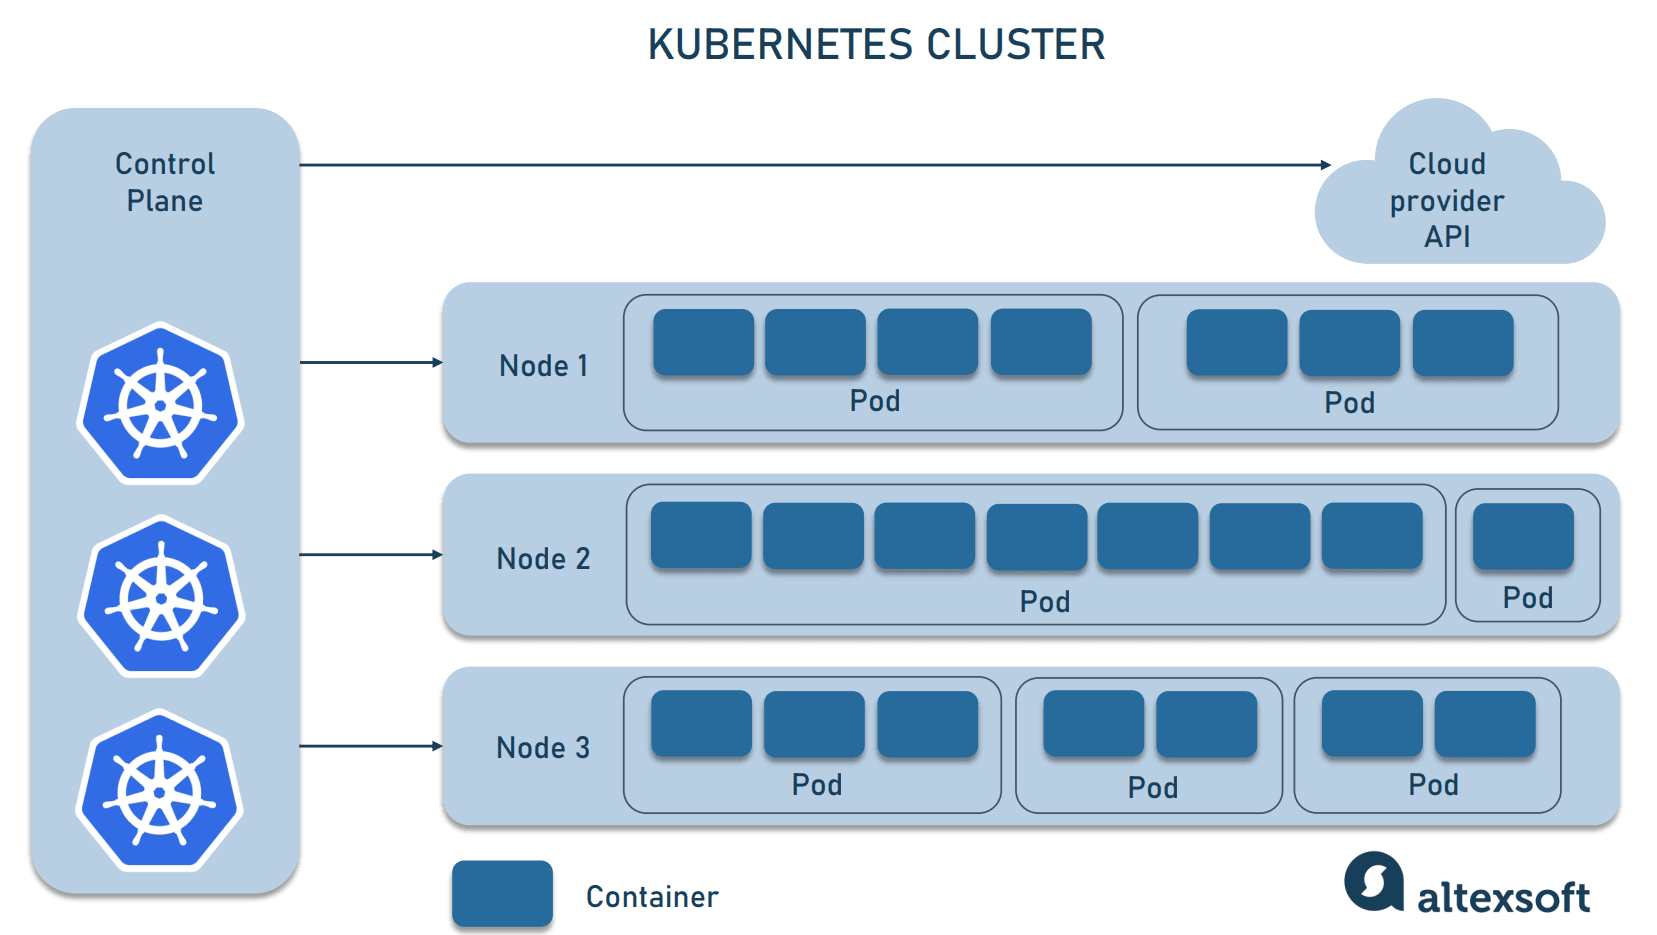 KUBERNETES CLUSTER
Control
Plane
Cloud
provider
API
Node 1
Pod
Pod
Node 2
Pod
Pod
Node 3
Pod
Pod
Pod
Container
altexsoft